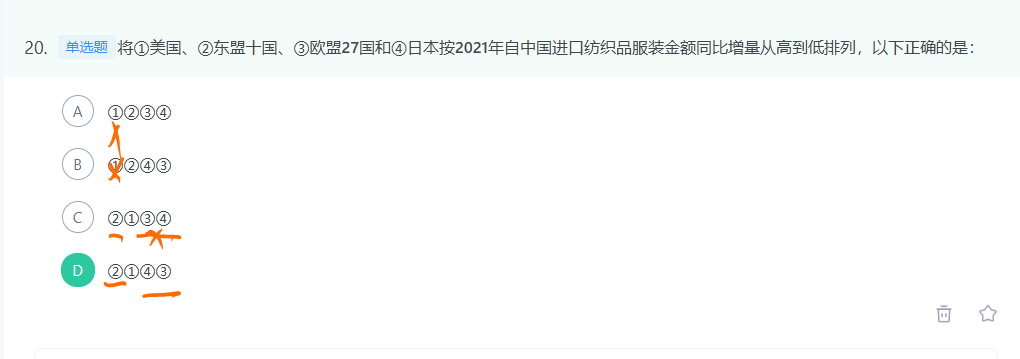 20. 单选题 将①美国、②东盟十国、③欧盟27国和④日本按2021年自中国进口纺织品服装金额同比增量从高到低排列，以下正确的是：
A ①②③④
B ①②④③
C ②①③④
D ②①④③